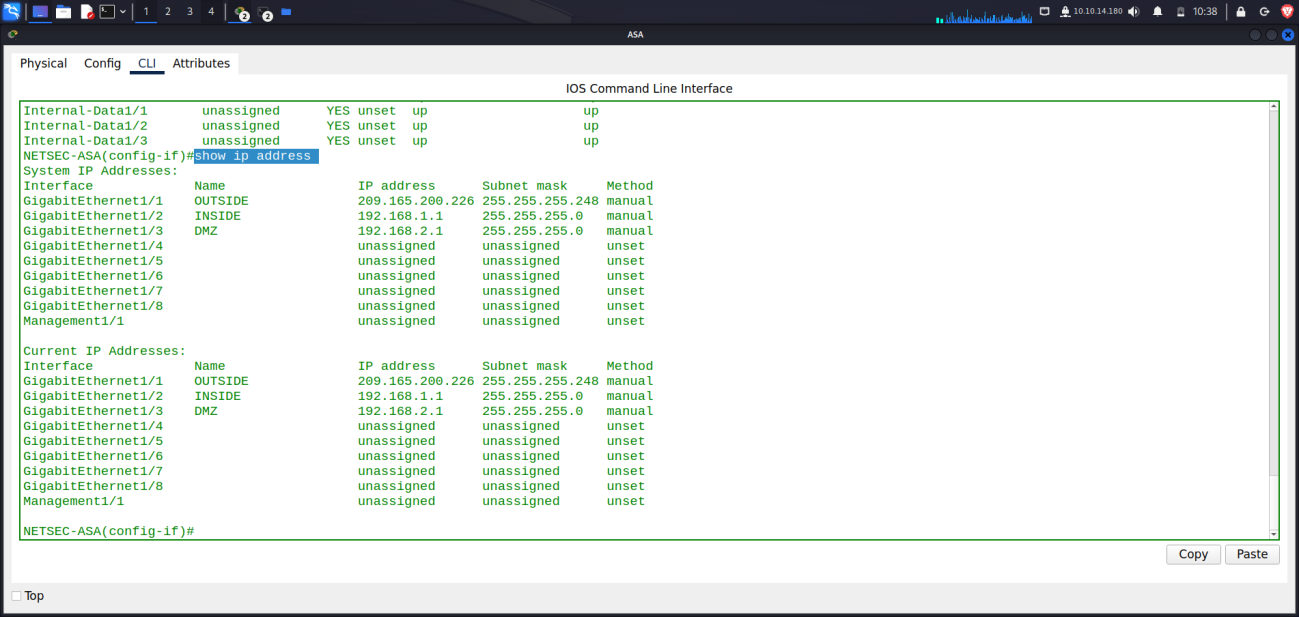 1 2 3 4 2 2 10.10.14.180 10:38
ASA
Physical Config CLI Attributes
IOS Command Line Interface
Internal-Data1/1 unassigned YES unset up up
Internal-Data1/2 unassigned YES unset up up
Internal-Data1/3 unassigned YES unset up up
NETSEC-ASA(config-if)#show ip address
System IP Addresses:
Interface Name IP address Subnet mask Method
GigabitEthernet1/1 OUTSIDE 209.165.200.226 255.255.255.248 manual
GigabitEthernet1/2 INSIDE 192.168.1.1 255.255.255.0 manual
GigabitEthernet1/3 DMZ 192.168.2.1 255.255.255.0 manual
GigabitEthernet1/4 unassigned unassigned unset
GigabitEthernet1/5 unassigned unassigned unset
GigabitEthernet1/6 unassigned unassigned unset
GigabitEthernet1/7 unassigned unassigned unset
GigabitEthernet1/8 unassigned unassigned unset
Management1/1 unassigned unassigned unset
Current IP Addresses:
Interface Name IP address Subnet mask Method
GigabitEthernet1/1 OUTSIDE 209.165.200.226 255.255.255.248 manual
GigabitEthernet1/2 INSIDE 192.168.1.1 255.255.255.0 manual
GigabitEthernet1/3 DMZ 192.168.2.1 255.255.255.0 manual
GigabitEthernet1/4 unassigned unassigned unset
GigabitEthernet1/5 unassigned unassigned unset
GigabitEthernet1/6 unassigned unassigned unset
GigabitEthernet1/7 unassigned unassigned unset
GigabitEthernet1/8 unassigned unassigned unset
Management1/1 unassigned unassigned unset
NETSEC-ASA(config-if)#
Copy Paste
Top